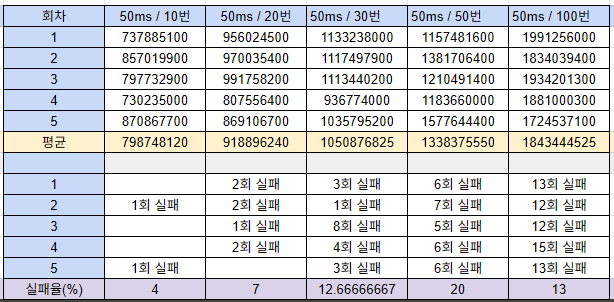 회차 50ms / 10번 50ms / 20번 50ms / 30번 50ms / 50번 50ms / 100번
1 737885100 956024500 1133238000 1157481600 1991256000
2 857019900 970035400 1117497900 1381706400 1834039400
3 797732900 991758200 1113440200 1210491400 1934201300
4 730235700 807556400 936774000 1183660000 1881000300
5 870867700 869106700 1035795200 1577644400 1724537100
평균 798748120 918896240 1050876825 1338375550 1843444525
1 2회 실패 3회 실패 6회 실패 13회 실패
2 1회 실패 2회 실패 1회 실패 7회 실패 12회 실패
3 1회 실패 8회 실패 5회 실패 12회 실패
4 2회 실패 4회 실패 6회 실패 15회 실패
5 1회 실패 3회 실패 6회 실패 13회 실패
실패율(%) 4 7 12.66666667 20 13